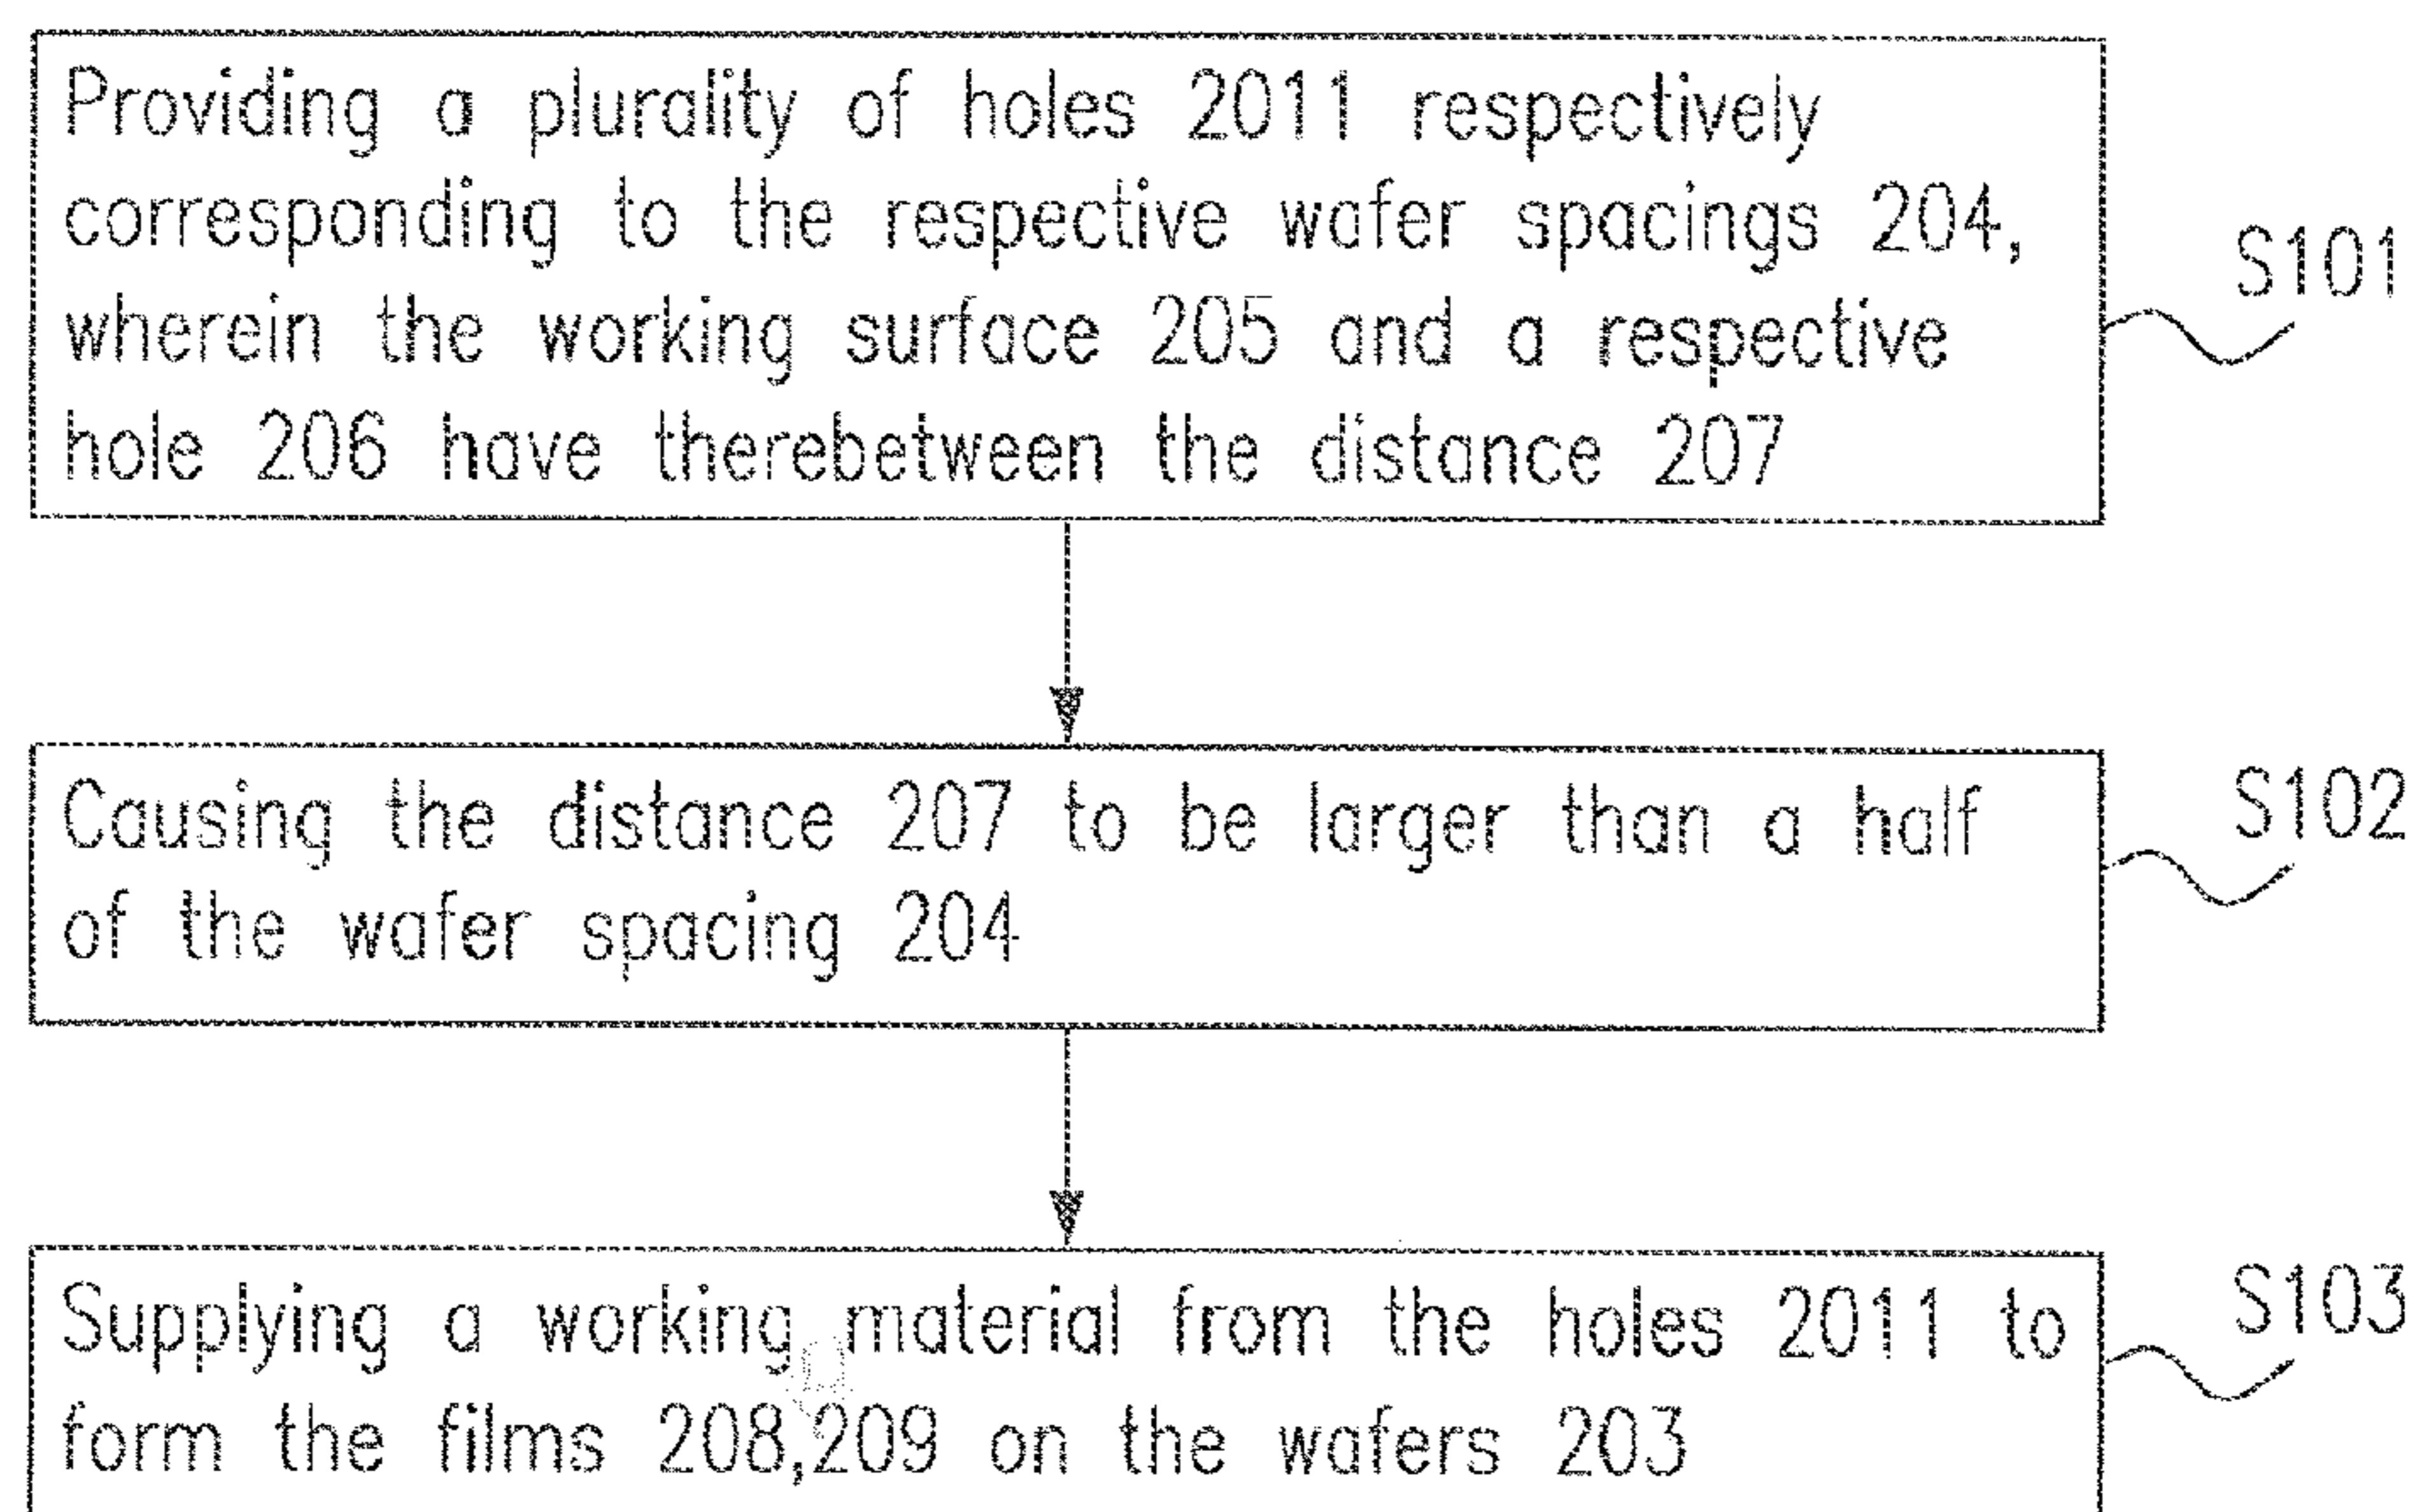 Providing a plurality of holes 2011 respectively
corresponding to the respective wafer spacings 204,
wherein the working surface 205 and a respective
hole 206 have therebetween the distance 207
S101
Causing the distance 207 to be larger than a half
of the wafer spacing 204
S102
Supplying a working material from the holes 2011 to
form the films 208,209 on the wafers 203
S103